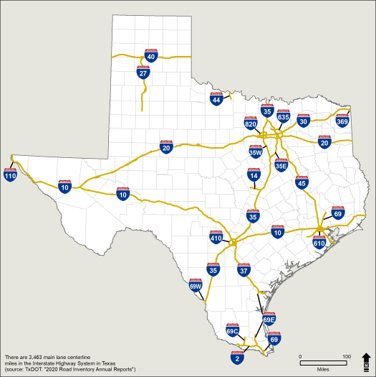 40
27
44
35
635
820
30
369
20
20
35W
35E
110
10
14
45
10
35
69
410
10
610
35
37
69W
69E
69C
69
2
There are 3,463 main lane centerline
miles in the Interstate Highway System in Texas
(source: TxDOT, "2020 Road Inventory Annual Reports")
0 100
Miles